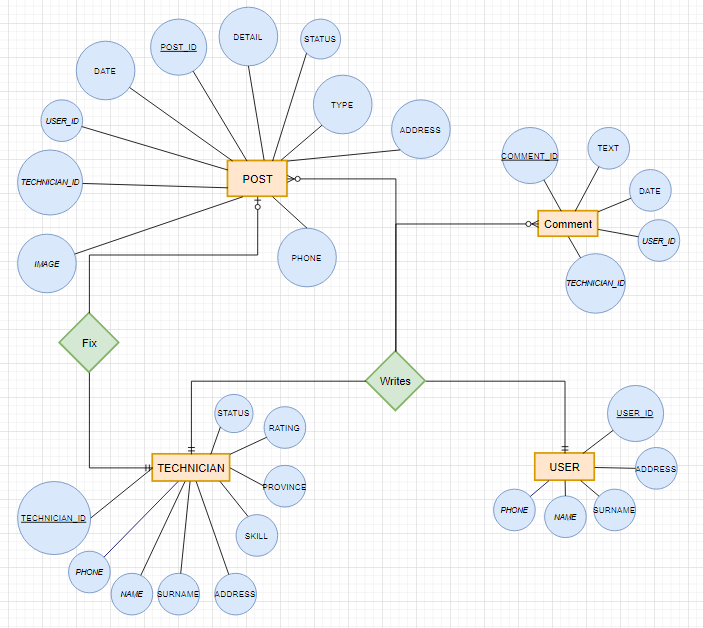 DETAIL
STATUS
POST_ID
DATE
TYPE
USER_ID
ADDRESS
TECHNICIAN_ID
POST
IMAGE
PHONE
COMMENT_ID
TEXT
DATE
Comment
USER_ID
TECHNICIAN_ID
Fix
Writes
STATUS
RATING
TECHNICIAN
PROVINCE
TECHNICIAN_ID
SKILL
PHONE
NAME
SURNAME
ADDRESS
USER_ID
USER
ADDRESS
PHONE
NAME
SURNAME